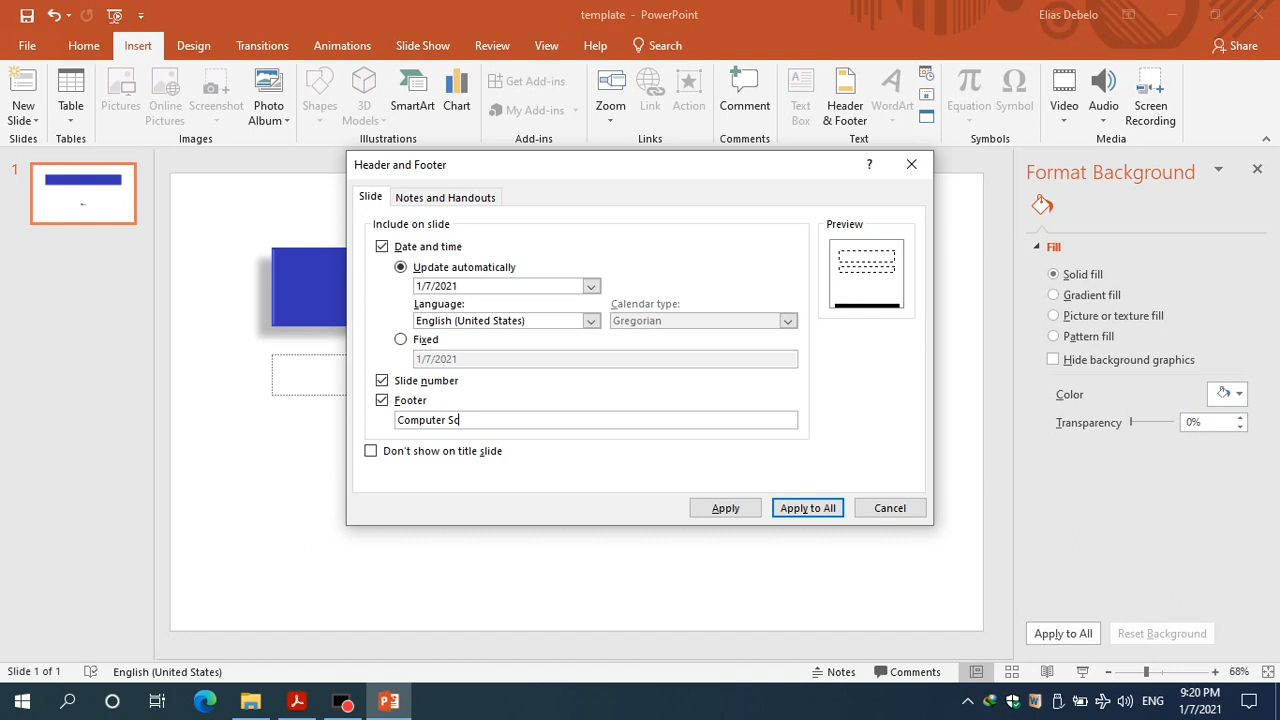 template - PowerPoint
Elias Debelo
File Home Insert Design Transitions Animations Slide Show Review View Help Search Share
New Slide
Table
Pictures
Online Pictures
Screenshot
Photo Album
Shapes
3D Models
SmartArt
Chart
Get Add-ins
My Add-ins
Zoom
Link
Action
Comment
Text Box
Header & Footer
WordArt
Equation
Symbol
Video
Audio
Screen Recording
Slides Tables Images Illustrations Add-ins Links Comments Text Symbols Media
1
Header and Footer
?
Slide Notes and Handouts
Include on slide
Date and time
Update automatically
1/7/2021
Language: Calendar type:
English (United States) Gregorian
Fixed
1/7/2021
Slide number
Footer
Computer Sc
Don't show on title slide
Preview
Apply Apply to All Cancel
Format Background
Fill
Solid fill
Gradient fill
Picture or texture fill
Pattern fill
Hide background graphics
Color
Transparency 0%
Apply to All Reset Background
Slide 1 of 1 English (United States) Notes Comments 68%
ENG
9:20 PM
1/7/2021